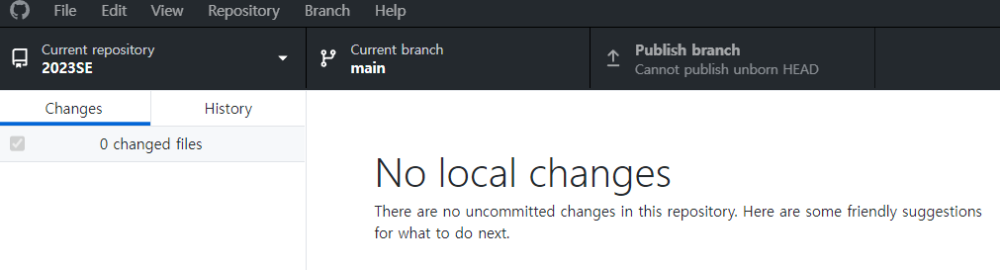 File Edit View Repository Branch Help
Current repository
2023SE
Current branch
main
Publish branch
Cannot publish unborn HEAD
Changes
History
0 changed files
No local changes
There are no uncommitted changes in this repository. Here are some friendly suggestions
for what to do next.